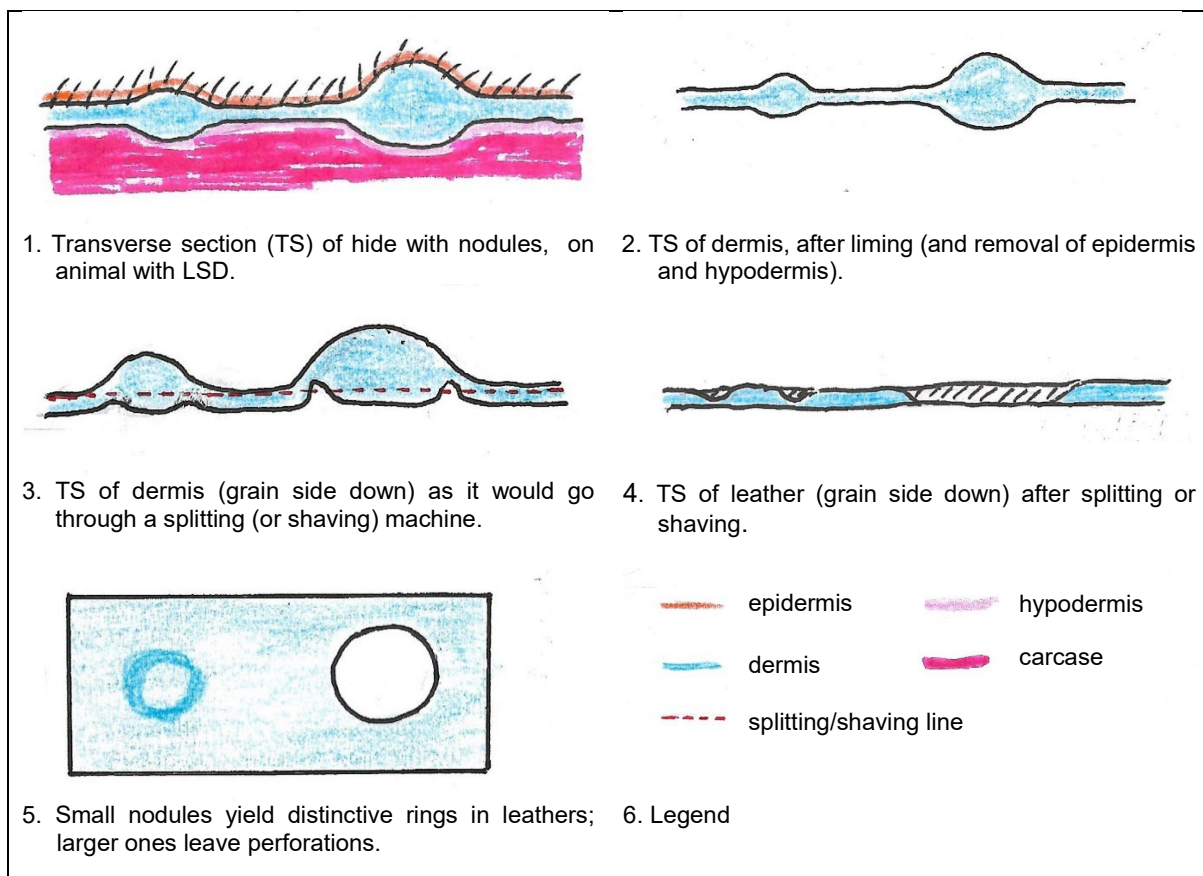 1. Transverse section (TS) of hide with nodules, on
animal with LSD.
2. TS of dermis, after liming (and removal of epidermis
and hypodermis).
3. TS of dermis (grain side down) as it would go
through a splitting (or shaving) machine.
4. TS of leather (grain side down) after splitting or
shaving.
5. Small nodules yield distinctive rings in leathers;
larger ones leave perforations.
epidermis
hypodermis
dermis
carcase
splitting/shaving line
6. Legend